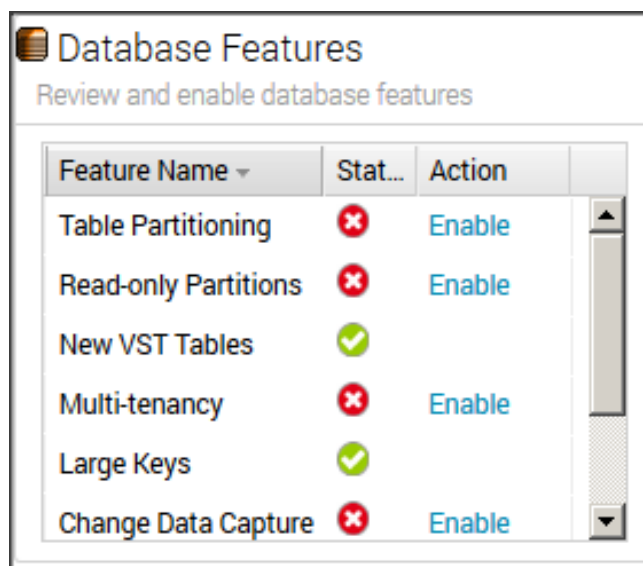 Database Features
Review and enable database features
Feature Name Stat... Action
Table Partitioning Enable
Read-only Partitions Enable
New VST Tables
Multi-tenancy Enable
Large Keys
Change Data Capture Enable